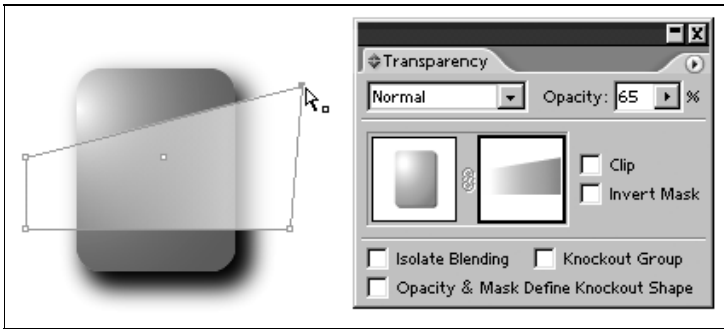 Transparency
Normal Opacity: 65 %
Clip
Invert Mask
Isolate Blending Knockout Group
Opacity & Mask Define Knockout Shape